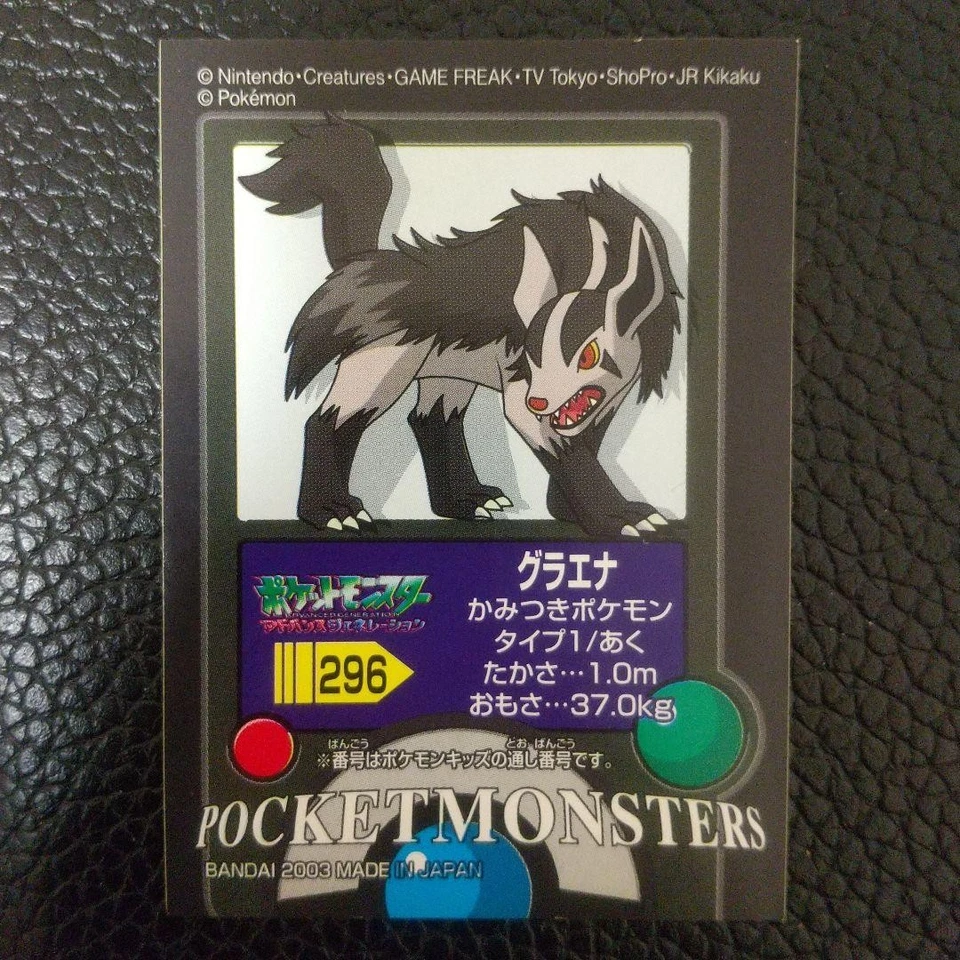 © Nintendo・Creatures・GAME FREAK・TV Tokyo・ShoPro・JR Kikaku
© Pokémon
グラエナ
かみつきポケモン
タイプ1/あく
たかさ…1.0m
おもさ…37.0kg
ポケットモンスター
ADVANCED GENERATION
アドバンスジェネレーション
296
ばんごう とお ばんごう
※番号はポケモンキッズの通し番号です。
POCKETMONSTERS
BANDAI 2003 MADE IN JAPAN